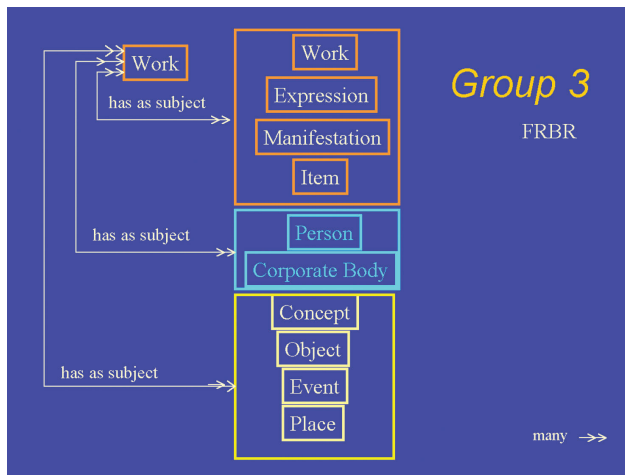 Group 3
FRBR
Work
has as subject
Work
Expression
Manifestation
Item
has as subject
Person
Corporate Body
has as subject
Concept
Object
Event
Place
many